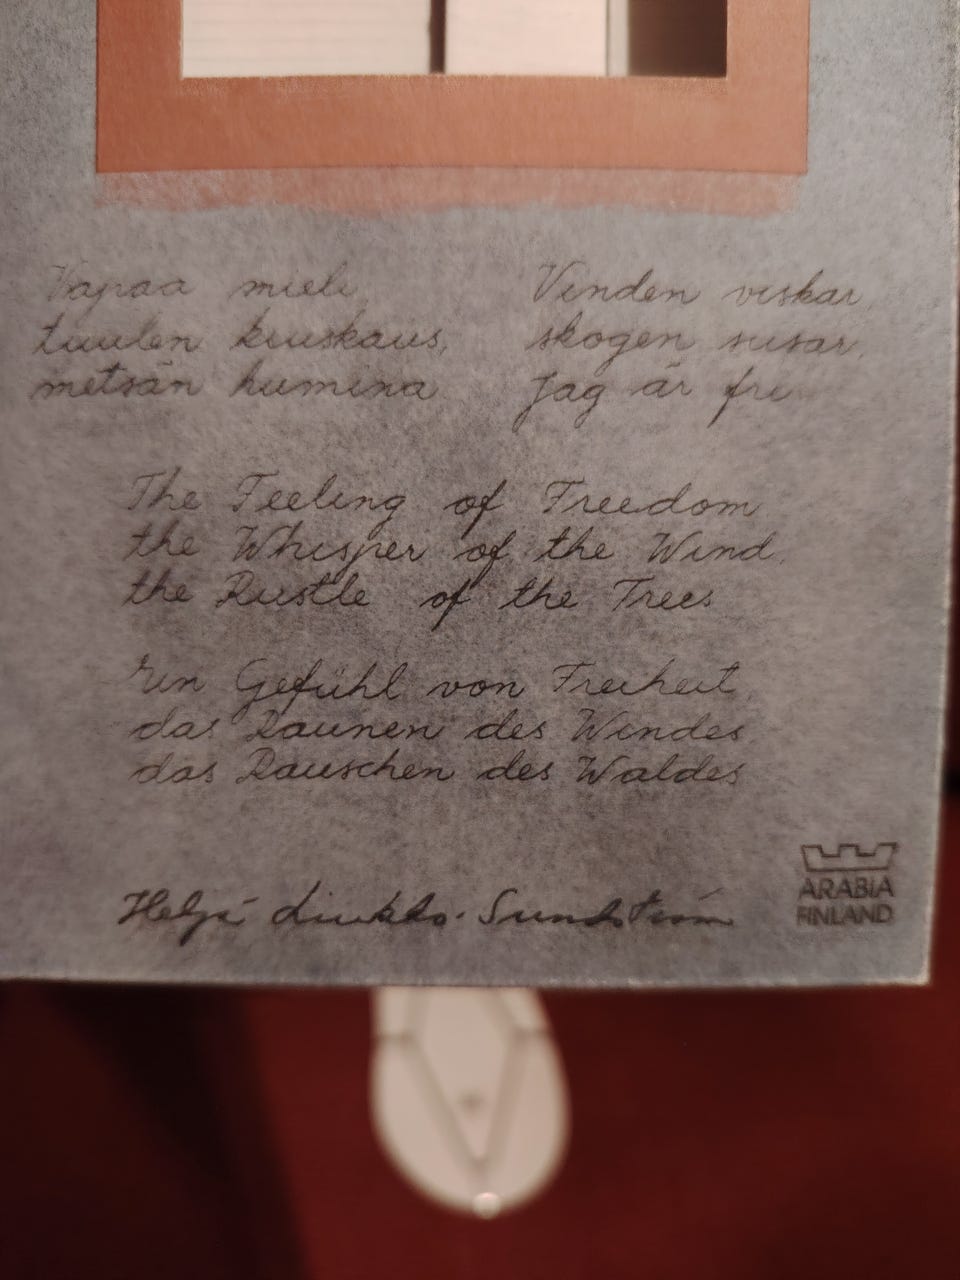 Vapaa mieli
tuulen kuiskaus,
metsän humina
Vinden viskar,
skogen susar,
Jag är fri
The Feeling of Freedom
the Whisper of the Wind,
the Rustle of the Trees
Ein Gefühl von Freiheit,
das Raunen des Windes
das Rauschen des Waldes
Heljä Liukko-Sundström
ARABIA
FINLAND